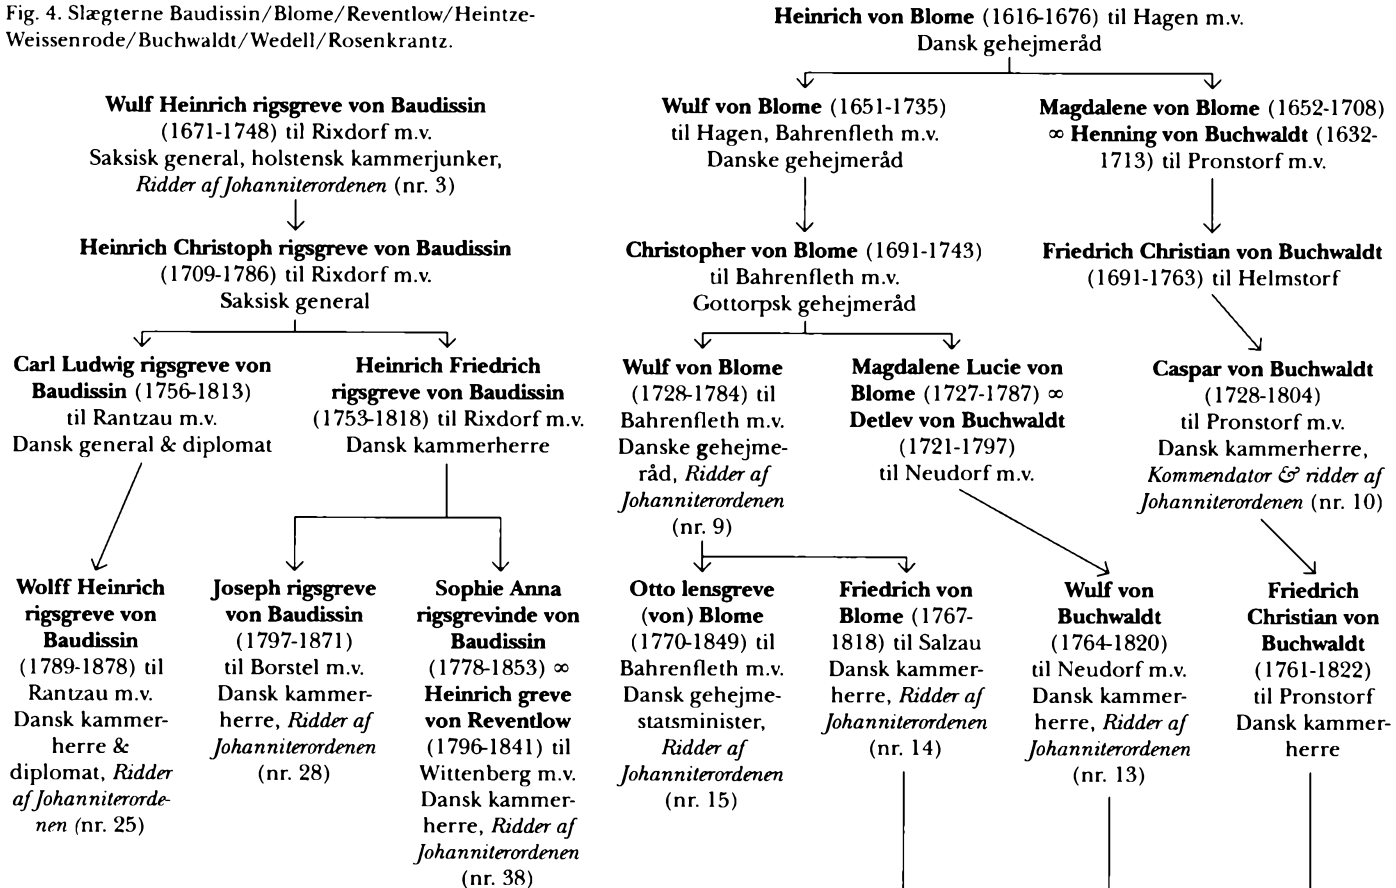 Fig. 4. Slægterne Baudissin/Blome/Reventlow/Heintze-
Weissenrode/Buchwaldt/Wedell/Rosenkrantz.
Heinrich von Blome (1616-1676) til Hagen m.v.
Dansk gehejmeråd
Wulf Heinrich rigsgreve von Baudissin
(1671-1748) til Rixdorf m.v.
Saksisk general, holstensk kammerjunker,
Ridder af Johanniterordenen (nr. 3)
Wulf von Blome (1651-1735)
til Hagen, Bahrenfleth m.v.
Danske gehejmeråd
Magdalene von Blome (1652-1708)
∞ Henning von Buchwaldt (1632-
1713) til Pronstorf m.v.
Heinrich Christoph rigsgreve von Baudissin
(1709-1786) til Rixdorf m.v.
Saksisk general
Christopher von Blome (1691-1743)
til Bahrenfleth m.v.
Gottorpsk gehejmeråd
Friedrich Christian von Buchwaldt
(1691-1763) til Helmstorf
Carl Ludwig rigsgreve von
Baudissin (1756-1813)
til Rantzau m.v.
Dansk general & diplomat
Heinrich Friedrich
rigsgreve von Baudissin
(1753-1818) til Rixdorf m.v.
Dansk kammerherre
Wulf von Blome
(1728-1784) til
Bahrenfleth m.v.
Danske gehejme-
råd, Ridder af
Johanniterordenen
(nr. 9)
Magdalene Lucie von
Blome (1727-1787) ∞
Detlev von Buchwaldt
(1721-1797)
til Neudorf m.v.
Caspar von Buchwaldt
(1728-1804)
til Pronstorf m.v.
Dansk kammerherre,
Kommendator & ridder af
Johanniterordenen (nr. 10)
Wolff Heinrich
rigsgreve von
Baudissin
(1789-1878) til
Rantzau m.v.
Dansk kammer-
herre &
diplomat, Ridder
af Johanniterorde-
nen (nr. 25)
Joseph rigsgreve
von Baudissin
(1797-1871)
til Borstel m.v.
Dansk kammer-
herre, Ridder af
Johanniterordenen
(nr. 28)
Sophie Anna
rigsgrevinde von
Baudissin
(1778-1853) ∞
Heinrich greve
von Reventlow
(1796-1841) til
Wittenberg m.v.
Dansk kammer-
herre, Ridder af
Johanniterordenen
(nr. 38)
Otto lensgreve
(von) Blome
(1770-1849) til
Bahrenfleth m.v.
Dansk gehejme-
statsminister,
Ridder af
Johanniterordenen
(nr. 15)
Friedrich von
Blome (1767-
1818) til Salzau
Dansk kammer-
herre, Ridder af
Johanniterordenen
(nr. 14)
Wulf von
Buchwaldt
(1764-1820)
til Neudorf m.v.
Dansk kammer-
herre, Ridder af
Johanniterordenen
(nr. 13)
Friedrich
Christian von
Buchwaldt
(1761-1822)
til Pronstorf
Dansk kammer-
herre